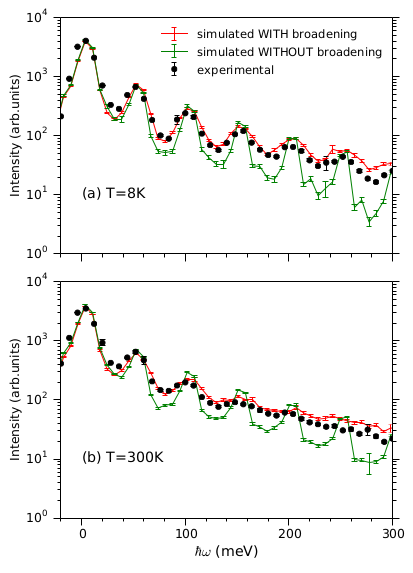 10⁴
simulated WITH broadening
simulated WITHOUT broadening
experimental
10³
10²
10¹
10⁰
Intensity (arb.units)
(a) T=8K
10⁴
10³
10²
10¹
10⁰
Intensity (arb.units)
(b) T=300K
0 100 200 300
ℏω (meV)